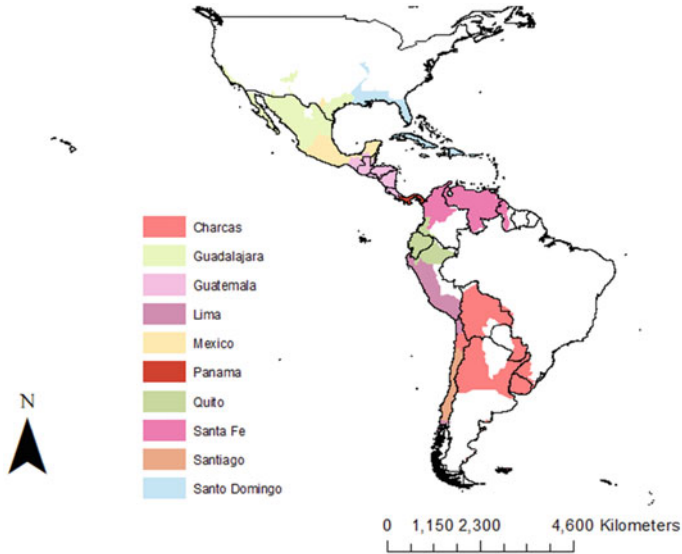 Charcas
Guadalajara
Guatemala
Lima
Mexico
Panama
Quito
Santa Fe
Santiago
Santo Domingo
N
0 1,150 2,300 4,600 Kilometers